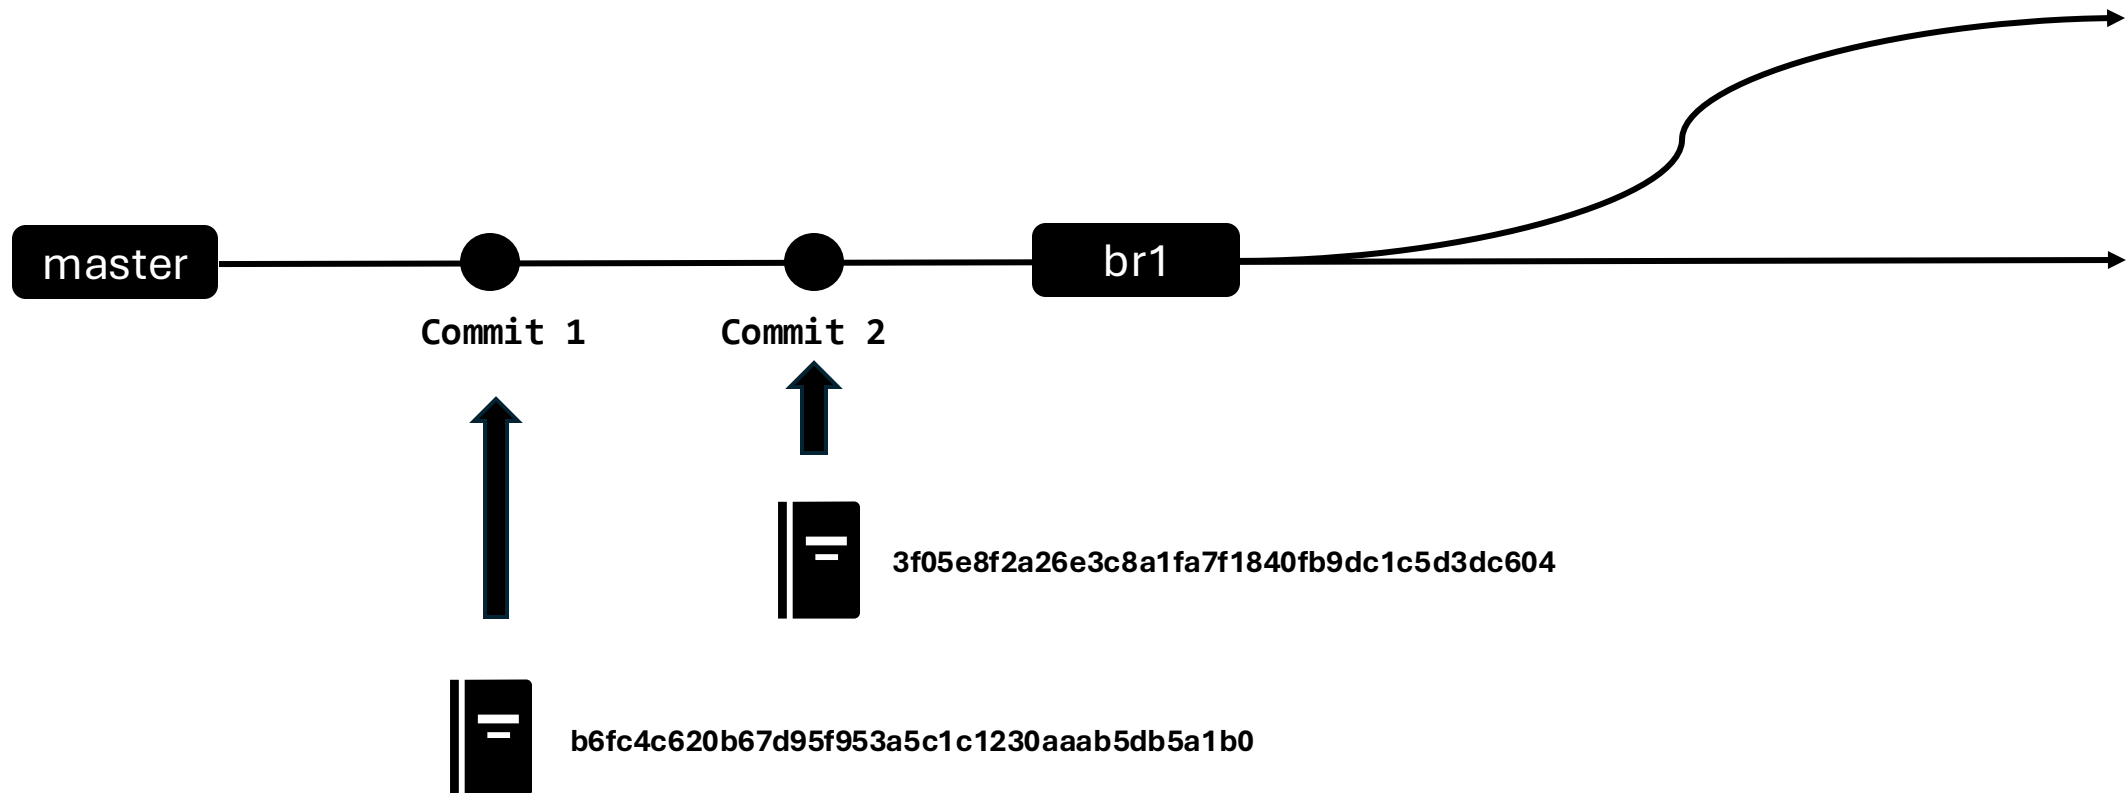 master
br1
Commit 1
Commit 2
3f05e8f2a26e3c8a1fa7f1840fb9dc1c5d3dc604
b6fc4c620b67d95f953a5c1c1230aaab5db5a1b0